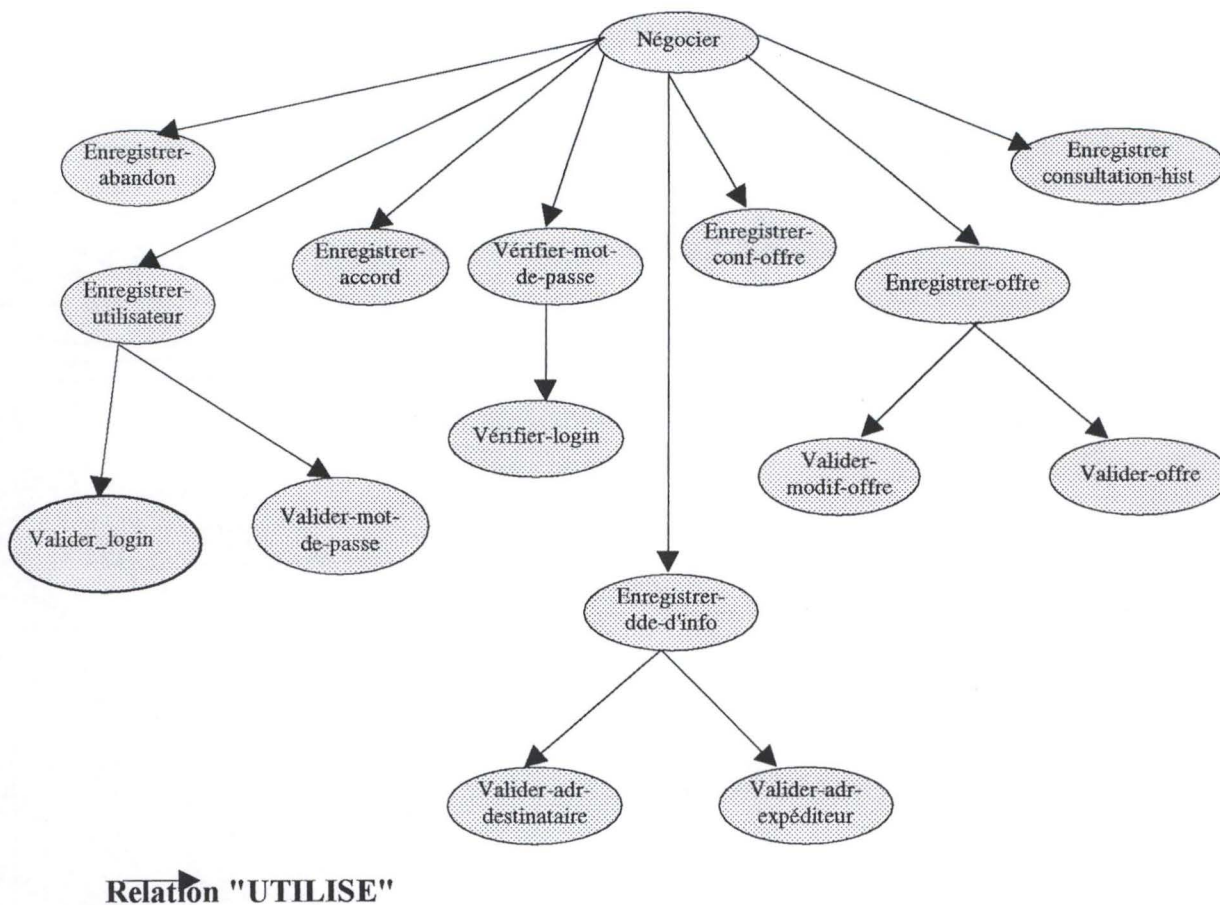 Négocier
Enregistrer-
abandon
Enregistrer
consultation-hist
Enregistrer-
accord
Vérifier-mot-
de-passe
Enregistrer-
conf-offre
Enregistrer-
utilisateur
Enregistrer-offre
Vérifier-login
Valider-
modif-offre
Valider-offre
Valider_login
Valider-mot-
de-passe
Enregistrer-
dde-d'info
Valider-adr-
destinataire
Valider-adr-
expéditeur
Relation "UTILISE"